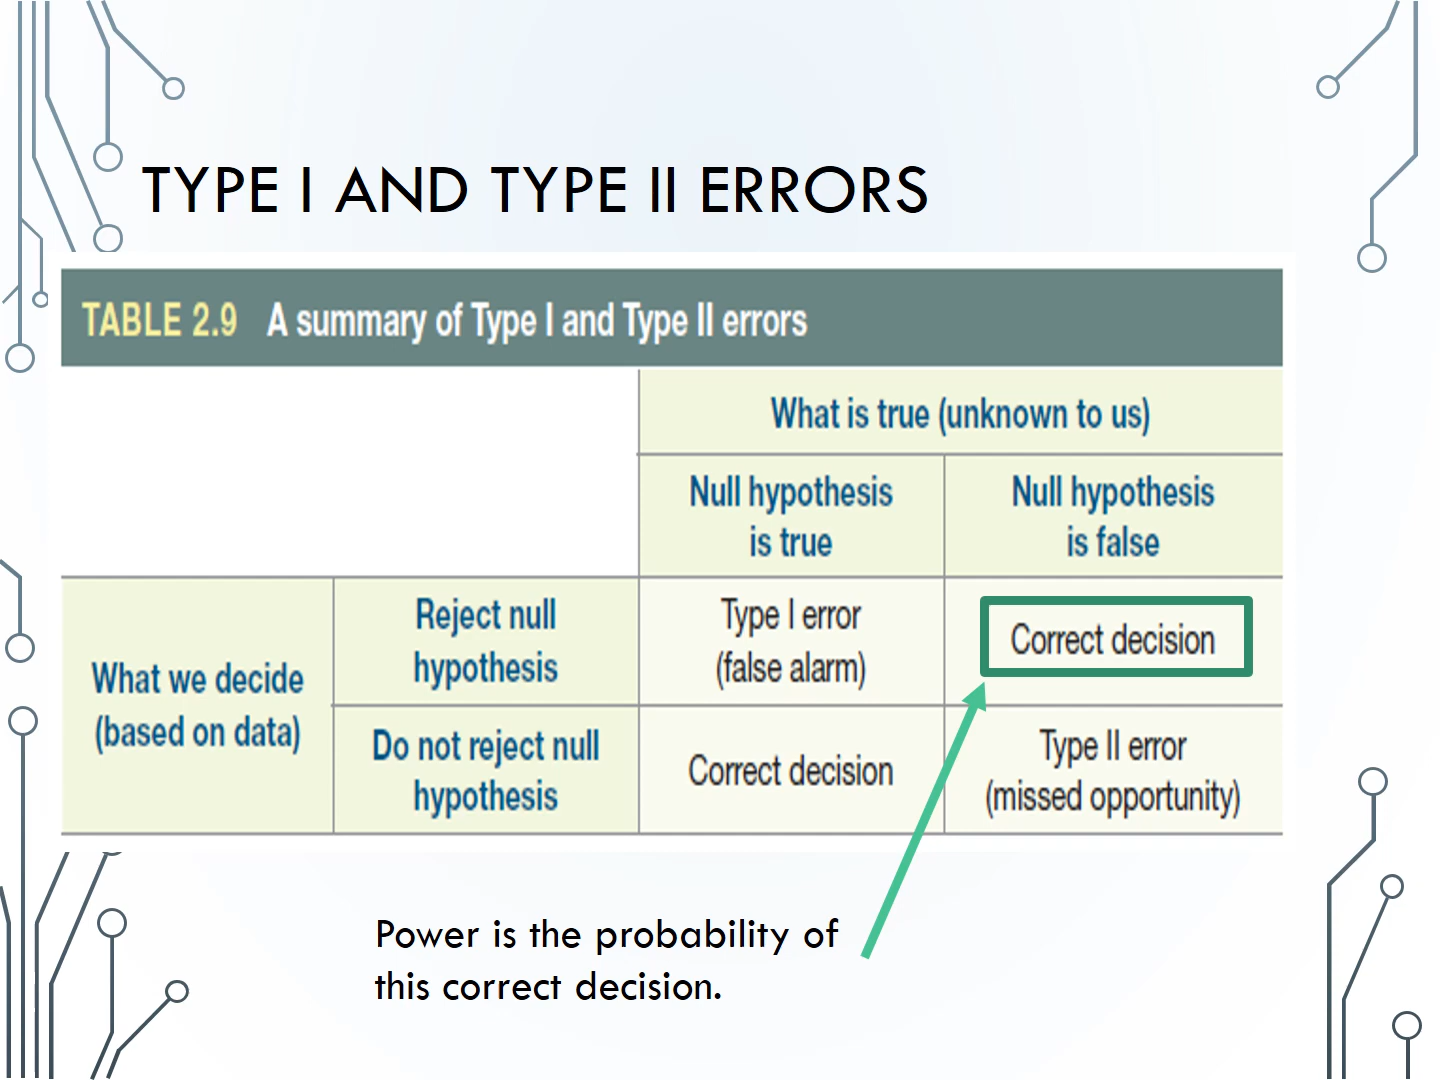 TYPE I AND TYPE II ERRORS
TABLE 2.9 A summary of Type I and Type II errors
What is true (unknown to us)
Null hypothesis
is true
Null hypothesis
is false
What we decide
(based on data)
Reject null
hypothesis
Type I error
(false alarm)
Correct decision
Do not reject null
hypothesis
Correct decision
Type II error
(missed opportunity)
Power is the probability of
this correct decision.